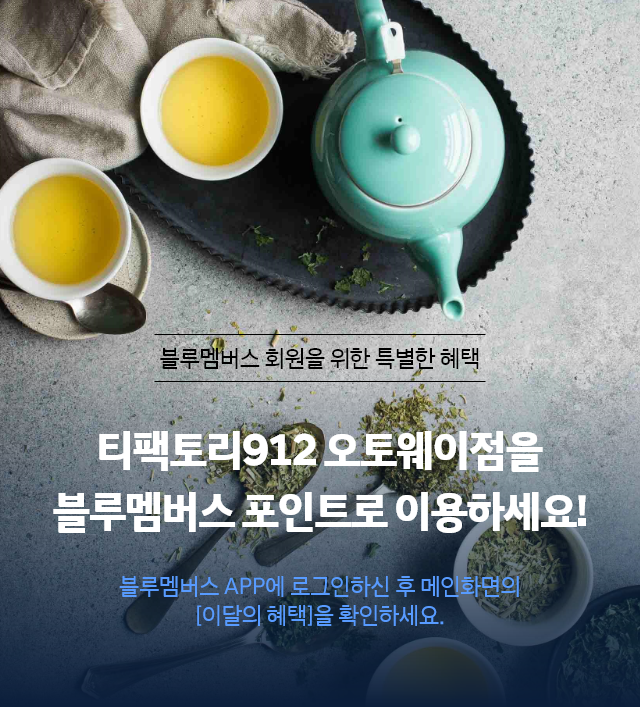 블루멤버스 회원을 위한 특별한 혜택
티팩토리912 오토웨이점을
블루멤버스 포인트로 이용하세요!
블루멤버스 APP에 로그인하신 후 메인화면의
[이달의 혜택]을 확인하세요.